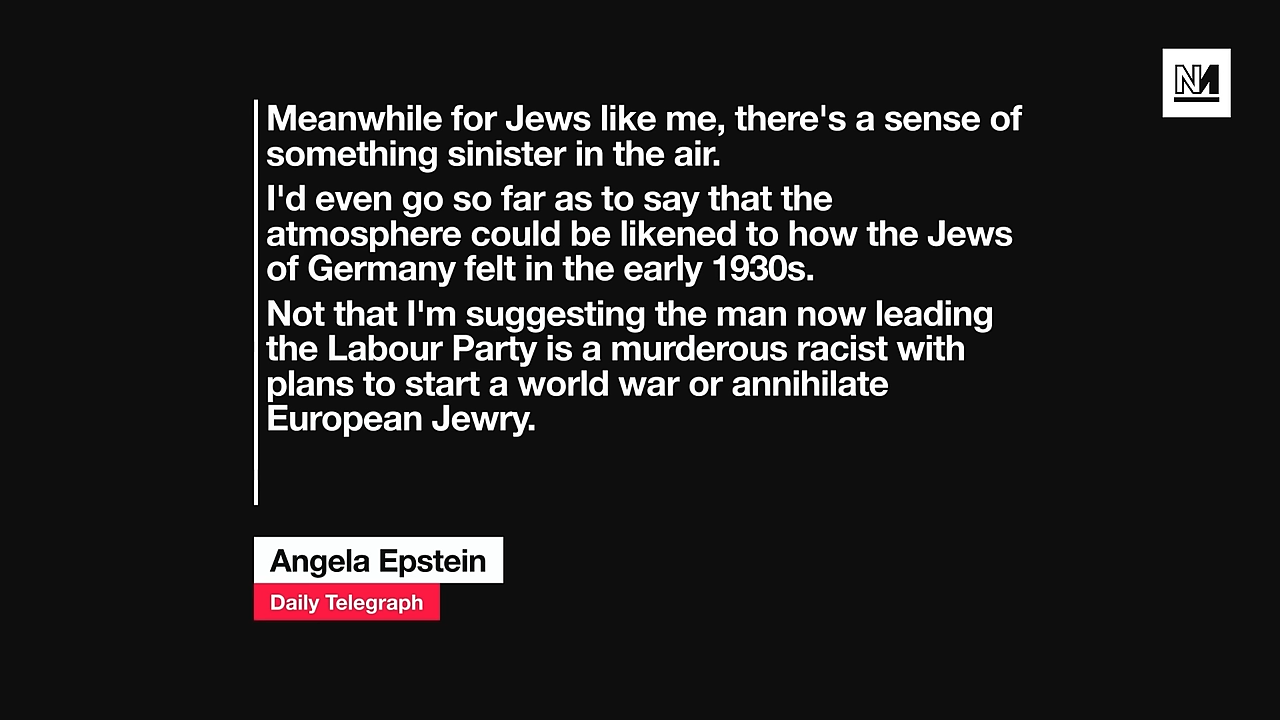 Meanwhile for Jews like me, there's a sense of
something sinister in the air.
I'd even go so far as to say that the
atmosphere could be likened to how the Jews
of Germany felt in the early 1930s.
Not that I'm suggesting the man now leading
the Labour Party is a murderous racist with
plans to start a world war or annihilate
European Jewry.
Angela Epstein
Daily Telegraph